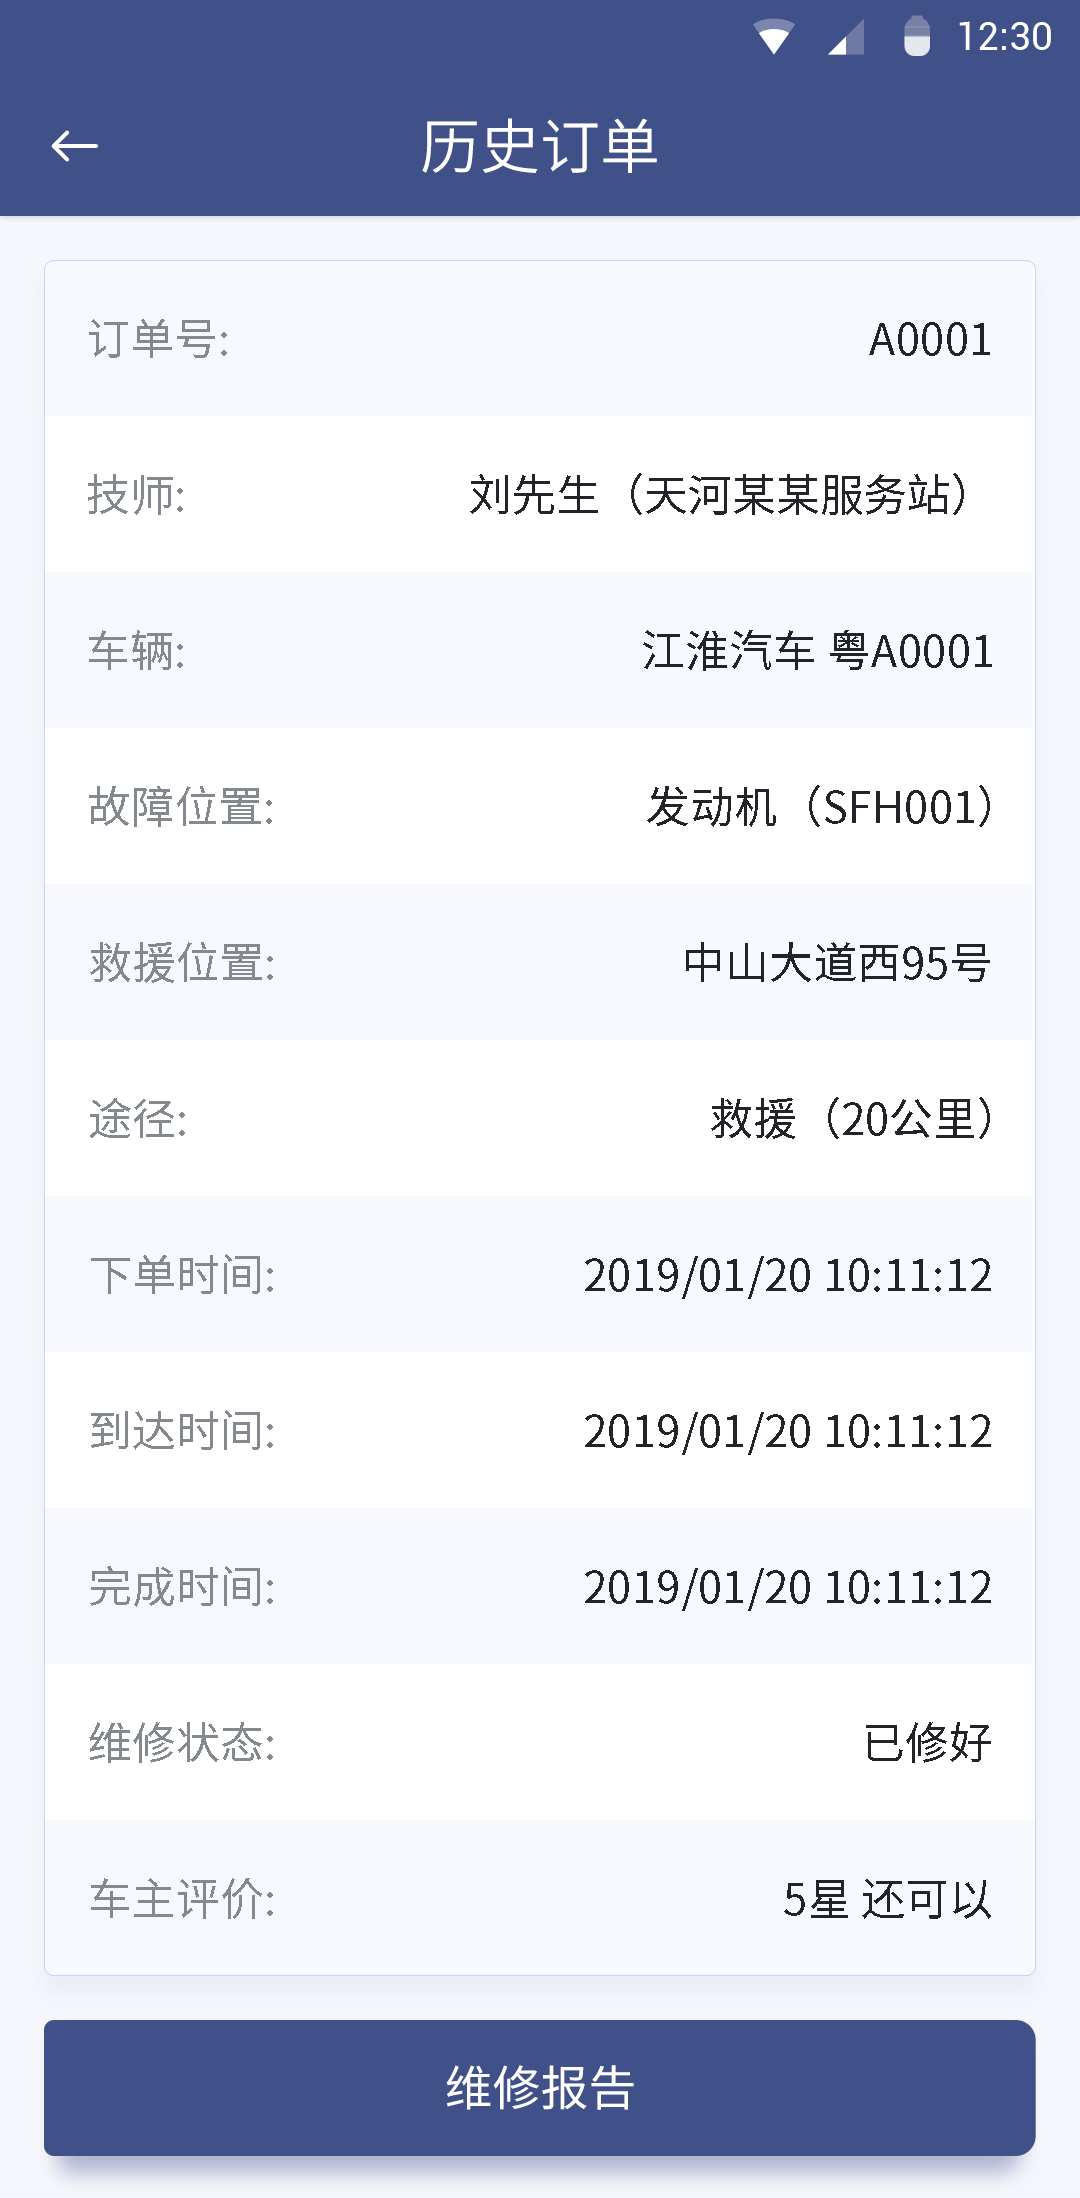 12:30
历史订单
订单号: A0001
技师: 刘先生（天河某某服务站）
车辆: 江淮汽车 粤A0001
故障位置: 发动机（SFH001）
救援位置: 中山大道西95号
途径: 救援（20公里）
下单时间: 2019/01/20 10:11:12
到达时间: 2019/01/20 10:11:12
完成时间: 2019/01/20 10:11:12
维修状态: 已修好
车主评价: 5星 还可以
维修报告